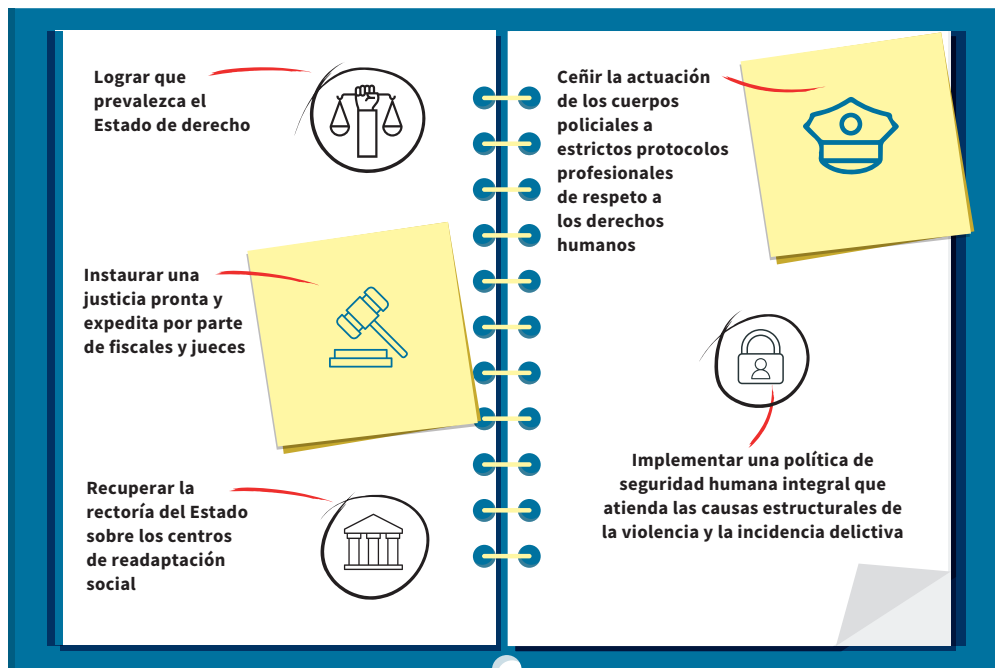 Lograr que
prevalezca el
Estado de derecho
Instaurar una
justicia pronta y
expedita por parte
de fiscales y jueces
Recuperar la
rectoría del Estado
sobre los centros
de readaptación
social
Ceñir la actuación
de los cuerpos
policiales a
estrictos protocolos
profesionales
de respeto a
los derechos
humanos
Implementar una política de
seguridad humana integral que
atienda las causas estructurales de
la violencia y la incidencia delictiva